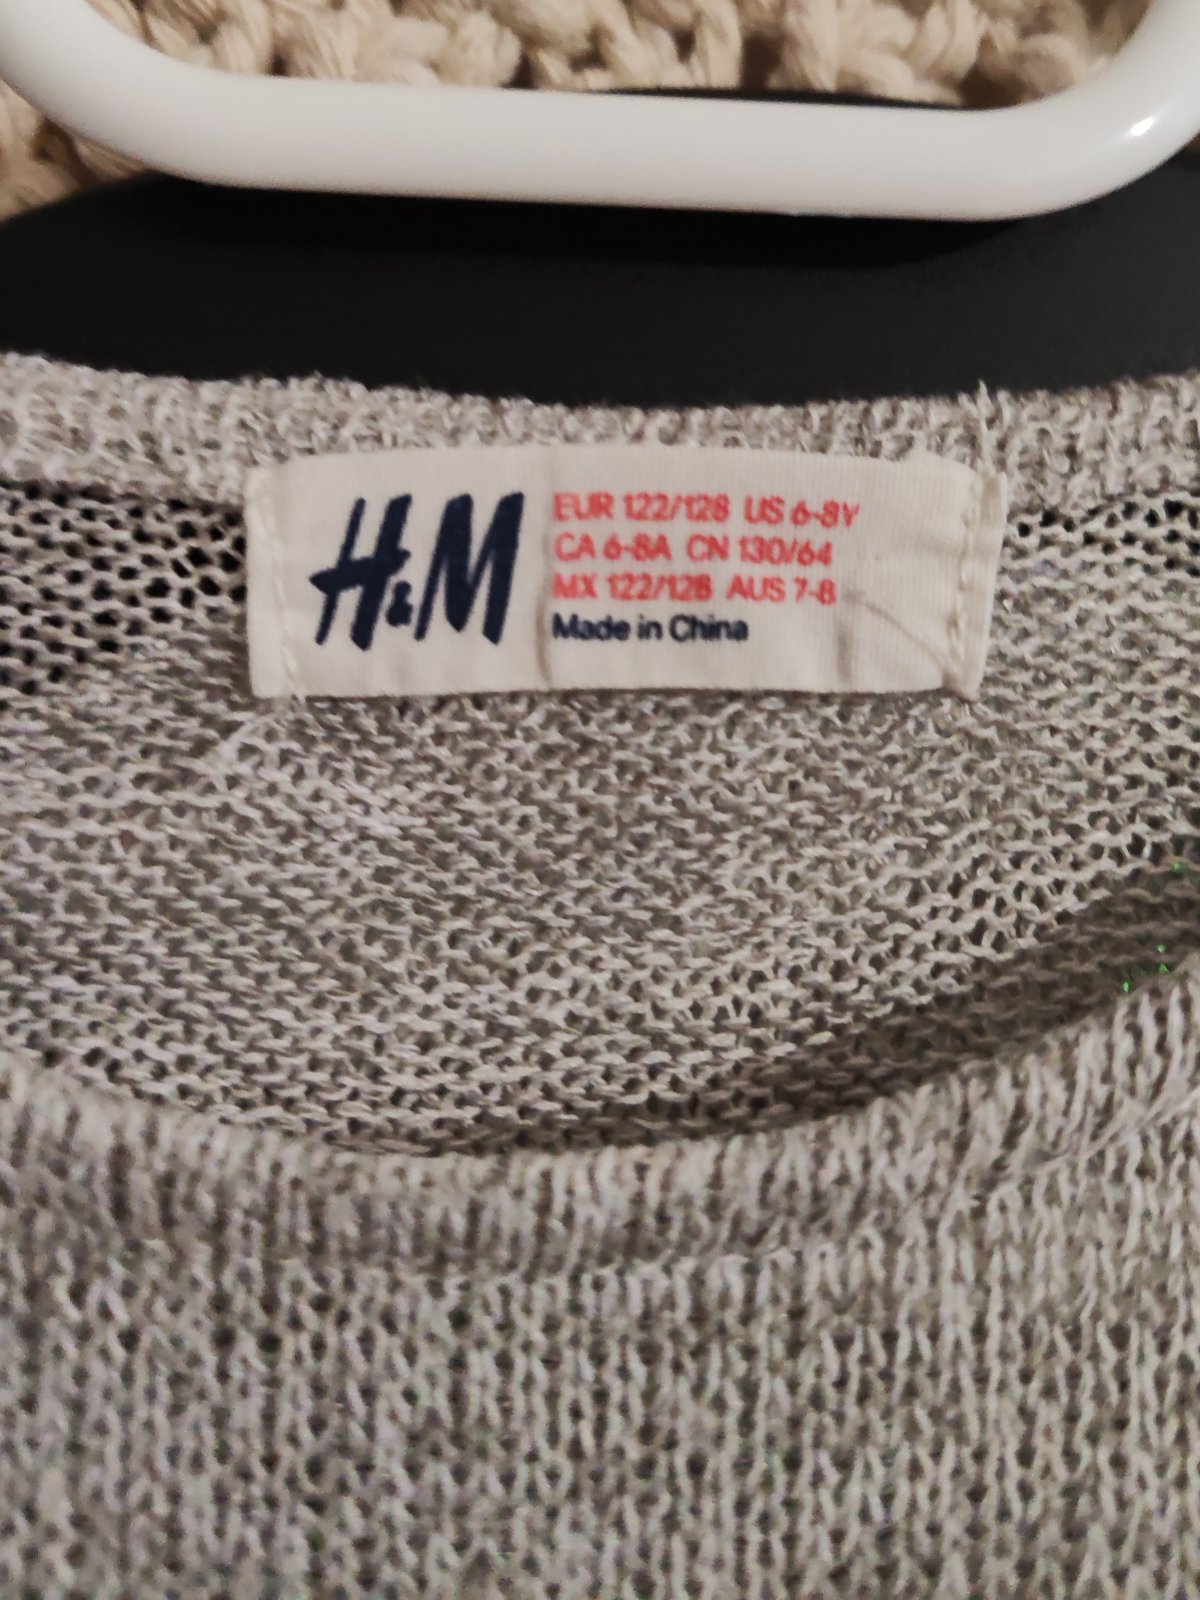 H&M
EUR 122/128 US 6-8Y
CA 6-8A CN 130/64
MX 122/128 AUS 7-8
Made in China